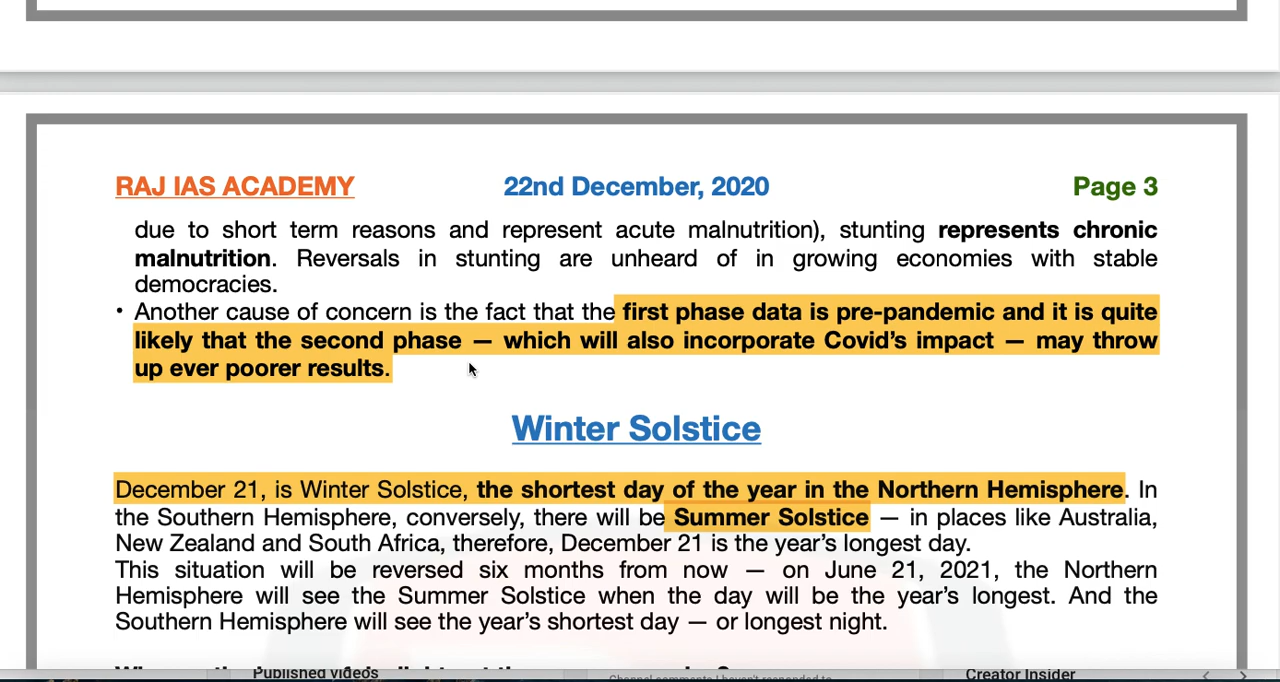 RAJ IAS ACADEMY 22nd December, 2020 Page 3
due to short term reasons and represent acute malnutrition), stunting represents chronic
malnutrition. Reversals in stunting are unheard of in growing economies with stable
democracies.
• Another cause of concern is the fact that the first phase data is pre-pandemic and it is quite
likely that the second phase — which will also incorporate Covid’s impact — may throw
up ever poorer results.
Winter Solstice
December 21, is Winter Solstice, the shortest day of the year in the Northern Hemisphere. In
the Southern Hemisphere, conversely, there will be Summer Solstice — in places like Australia,
New Zealand and South Africa, therefore, December 21 is the year’s longest day.
This situation will be reversed six months from now — on June 21, 2021, the Northern
Hemisphere will see the Summer Solstice when the day will be the year’s longest. And the
Southern Hemisphere will see the year’s shortest day — or longest night.
Published videos Creator Insider